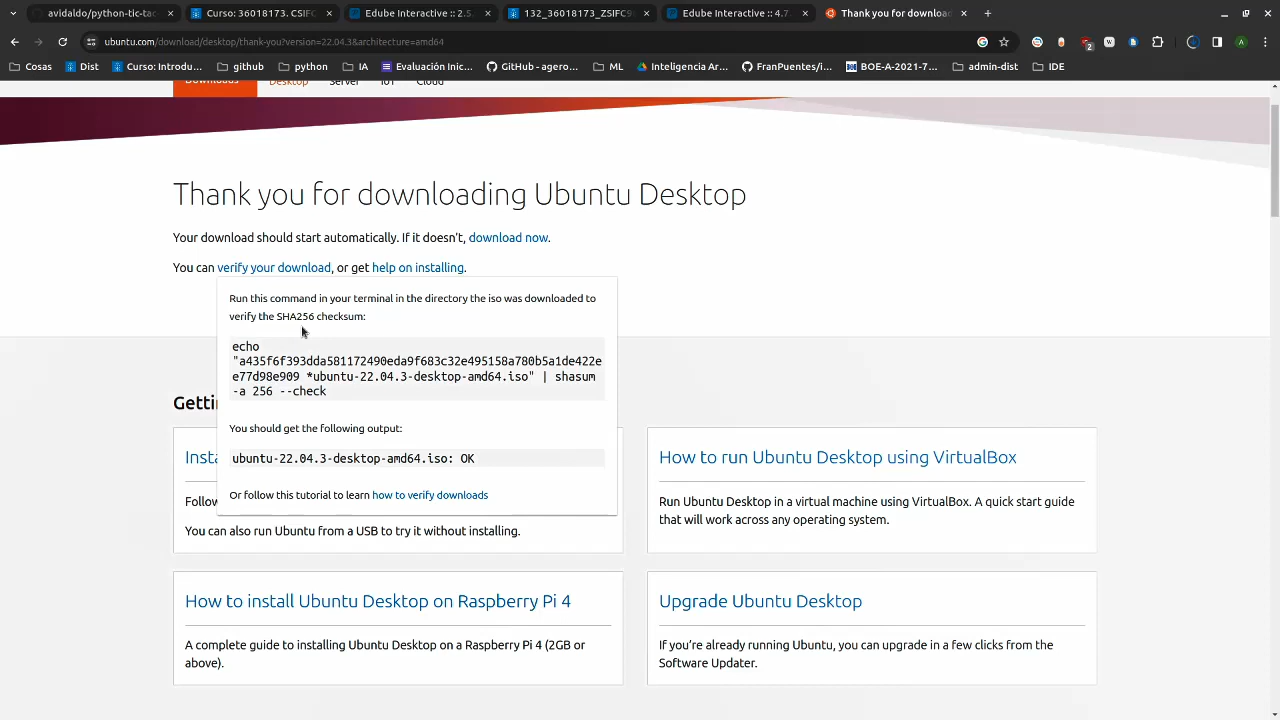 avidaldo/python-tic-tac
Curso: 36018173. CSIFC
Edube Interactive :: 2.5.
132_36018173_ZSIFC9
Edube Interactive :: 4.7.
Thank you for downloa
ubuntu.com/download/desktop/thank-you?version=22.04.3&architecture=amd64
2
W
A
Cosas
Dist
Curso: Introdu...
github
python
IA
Evaluación Inic...
GitHub - agero...
ML
Inteligencia Ar...
FranPuentes/i...
BOE-A-2021-7...
admin-dist
IDE
Downloads
Desktop
Server
IoT
Cloud
Thank you for downloading Ubuntu Desktop
Your download should start automatically. If it doesn't, download now.
You can verify your download, or get help on installing.
Run this command in your terminal in the directory the iso was downloaded to
verify the SHA256 checksum:
echo
"a435f6f393dda581172490eda9f683c32e495158a780b5a1de422e
e77d98e909 *ubuntu-22.04.3-desktop-amd64.iso" | shasum
-a 256 --check
You should get the following output:
ubuntu-22.04.3-desktop-amd64.iso: OK
Or follow this tutorial to learn how to verify downloads
Getti
Insta
Follow
You can also run Ubuntu from a USB to try it without installing.
How to run Ubuntu Desktop using VirtualBox
Run Ubuntu Desktop in a virtual machine using VirtualBox. A quick start guide
that will work across any operating system.
How to install Ubuntu Desktop on Raspberry Pi 4
A complete guide to installing Ubuntu Desktop on a Raspberry Pi 4 (2GB or
above).
Upgrade Ubuntu Desktop
If you’re already running Ubuntu, you can upgrade in a few clicks from the
Software Updater.